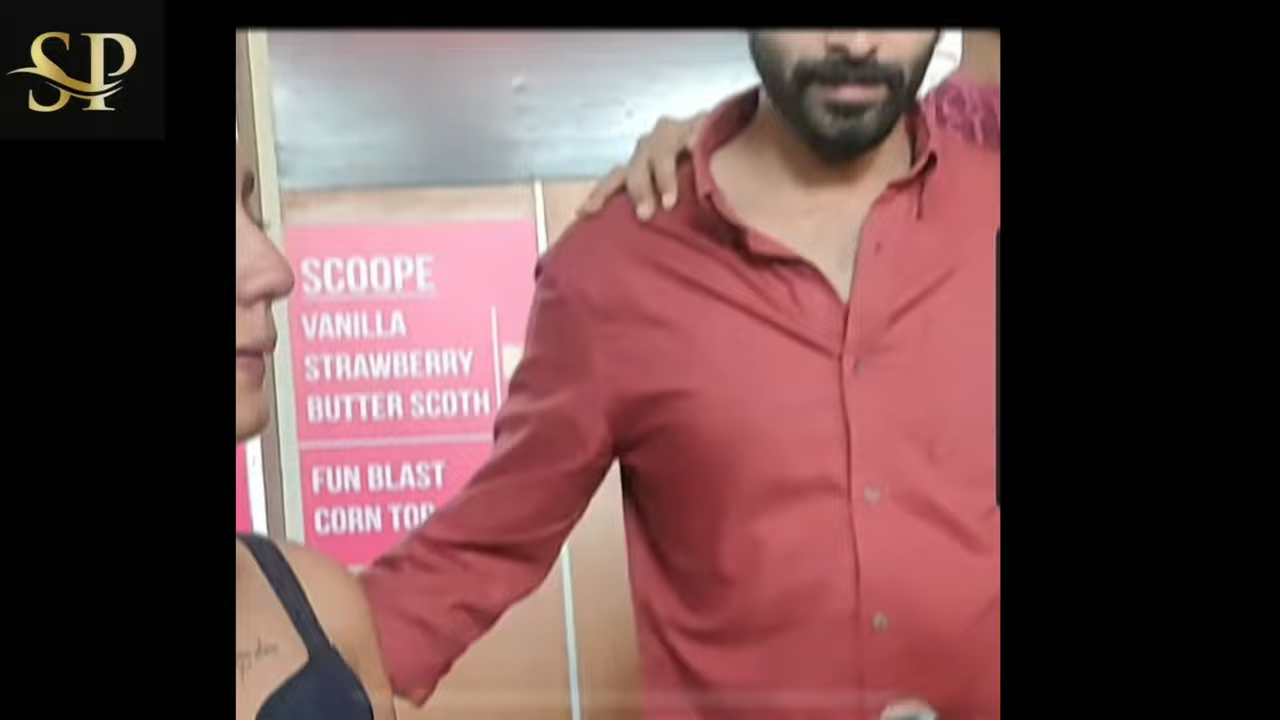 SP
SCOOPE
VANILLA
STRAWBERRY
BUTTER SCOTH
FUN BLAST
CORN TOP